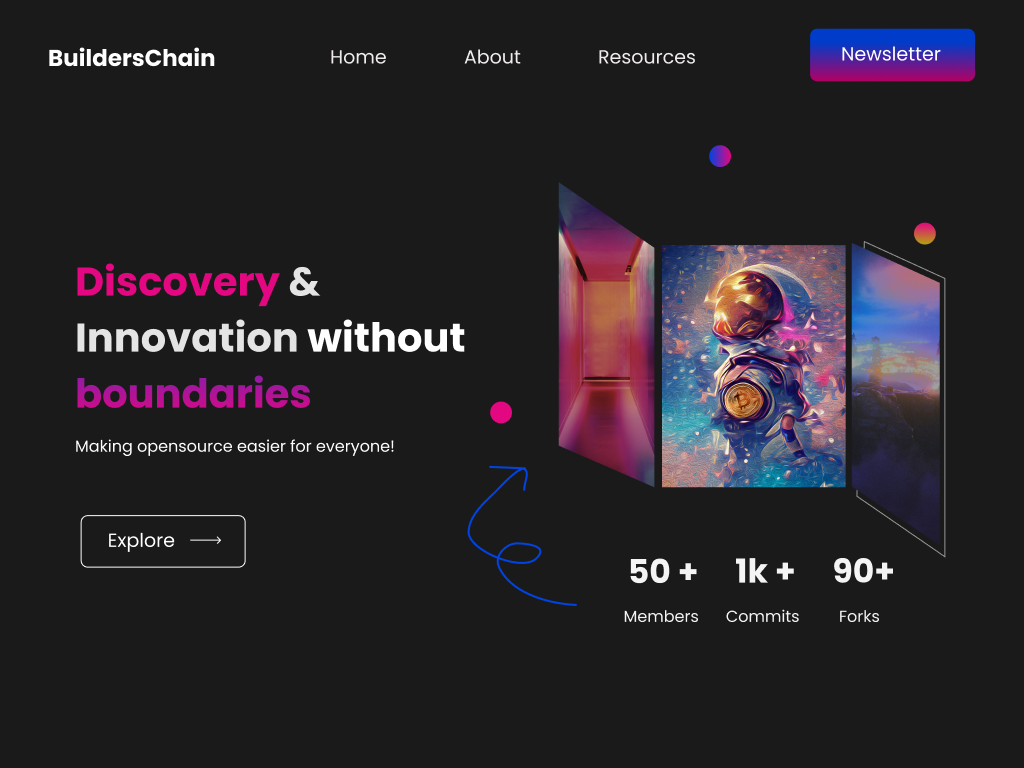 BuildersChain
Home
About
Resources
Newsletter
Discovery &
Innovation without
boundaries
Making opensource easier for everyone!
Explore
50 +
1k +
90+
Members
Commits
Forks